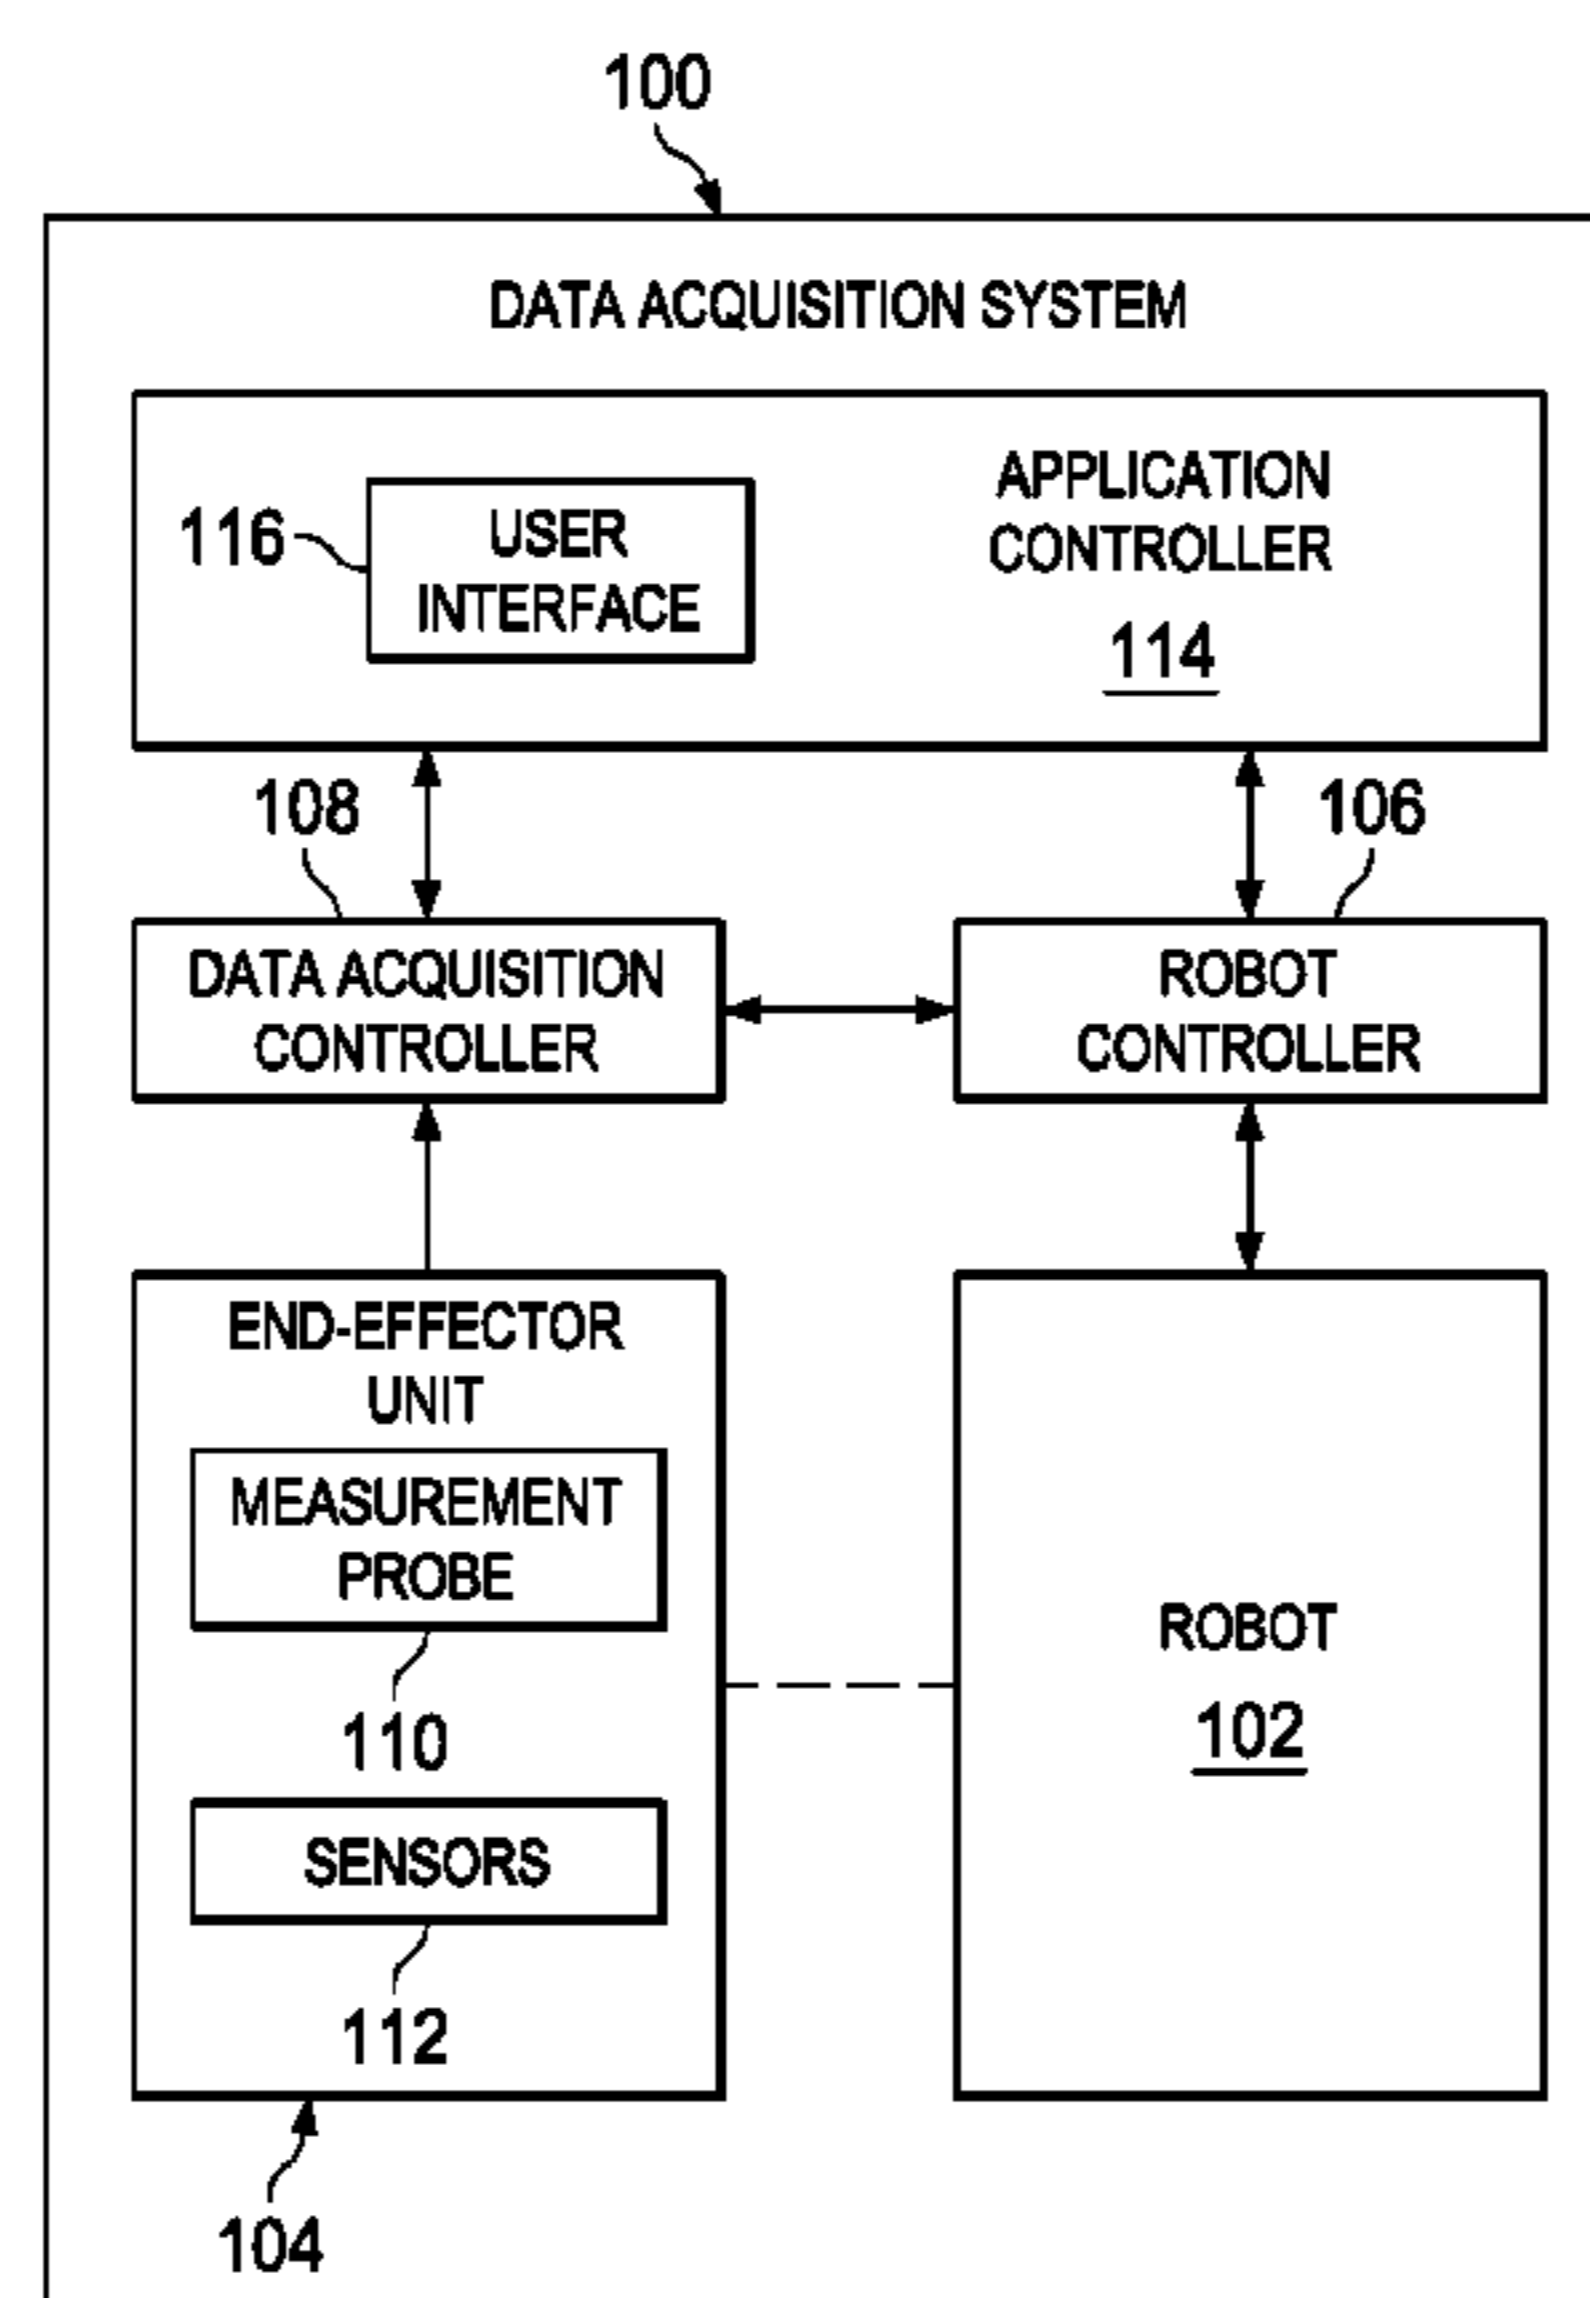 100
DATA ACQUISITION SYSTEM
APPLICATION
CONTROLLER
114
116
USER
INTERFACE
108
106
DATA ACQUISITION
CONTROLLER
ROBOT
CONTROLLER
END-EFFECTOR
UNIT
MEASUREMENT
PROBE
110
SENSORS
112
ROBOT
102
104